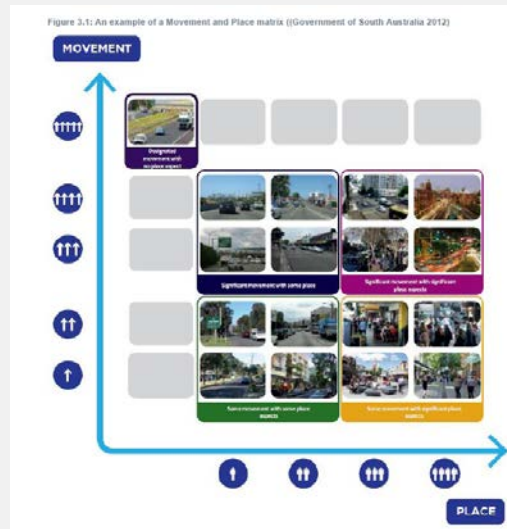 Figure 3.1: An example of a Movement and Place matrix ((Government of South Australia 2012)
MOVEMENT
Designated
movement with
no place aspect
Significant movement with some place
Significant movement with significant
place aspects
Some movement with some place
aspects
Some movement with significant place
aspects
PLACE